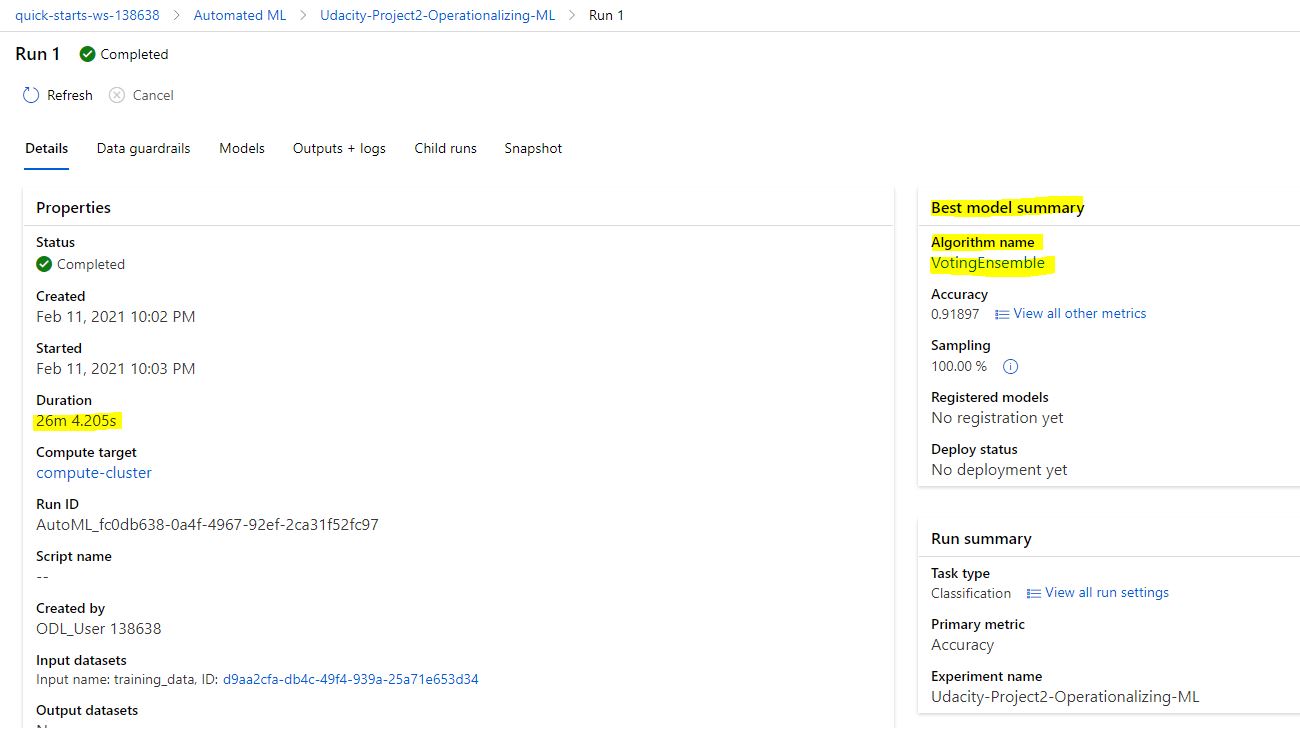 quick-starts-ws-138638 > Automated ML > Udacity-Project2-Operationalizing-ML > Run 1
Run 1 Completed
Refresh Cancel
Details Data guardrails Models Outputs + logs Child runs Snapshot
Properties
Status
Completed
Created
Feb 11, 2021 10:02 PM
Started
Feb 11, 2021 10:03 PM
Duration
26m 4.205s
Compute target
compute-cluster
Run ID
AutoML_fc0db638-0a4f-4967-92ef-2ca31f52fc97
Script name
--
Created by
ODL_User 138638
Input datasets
Input name: training_data, ID: d9aa2cfa-db4c-49f4-939a-25a71e653d34
Output datasets
Best model summary
Algorithm name
VotingEnsemble
Accuracy
0.91897 View all other metrics
Sampling
100.00 %
Registered models
No registration yet
Deploy status
No deployment yet
Run summary
Task type
Classification View all run settings
Primary metric
Accuracy
Experiment name
Udacity-Project2-Operationalizing-ML